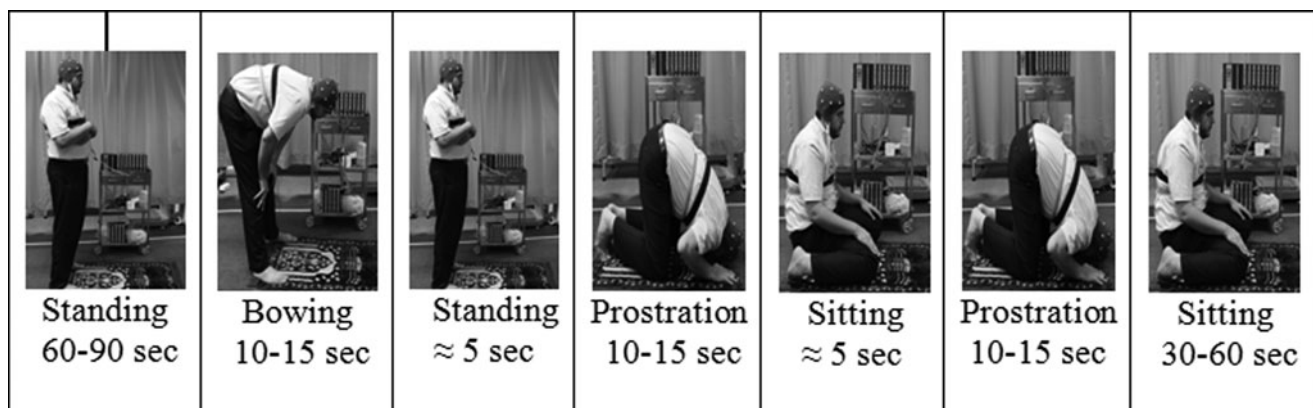 Standing
60-90 sec
Bowing
10-15 sec
Standing
≈ 5 sec
Prostration
10-15 sec
Sitting
≈ 5 sec
Prostration
10-15 sec
Sitting
30-60 sec